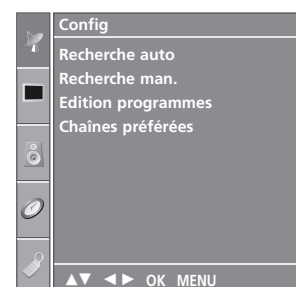 Config
Recherche auto
Recherche man.
Edition programmes
Chaînes préférées
▲▼ ◄► OK MENU